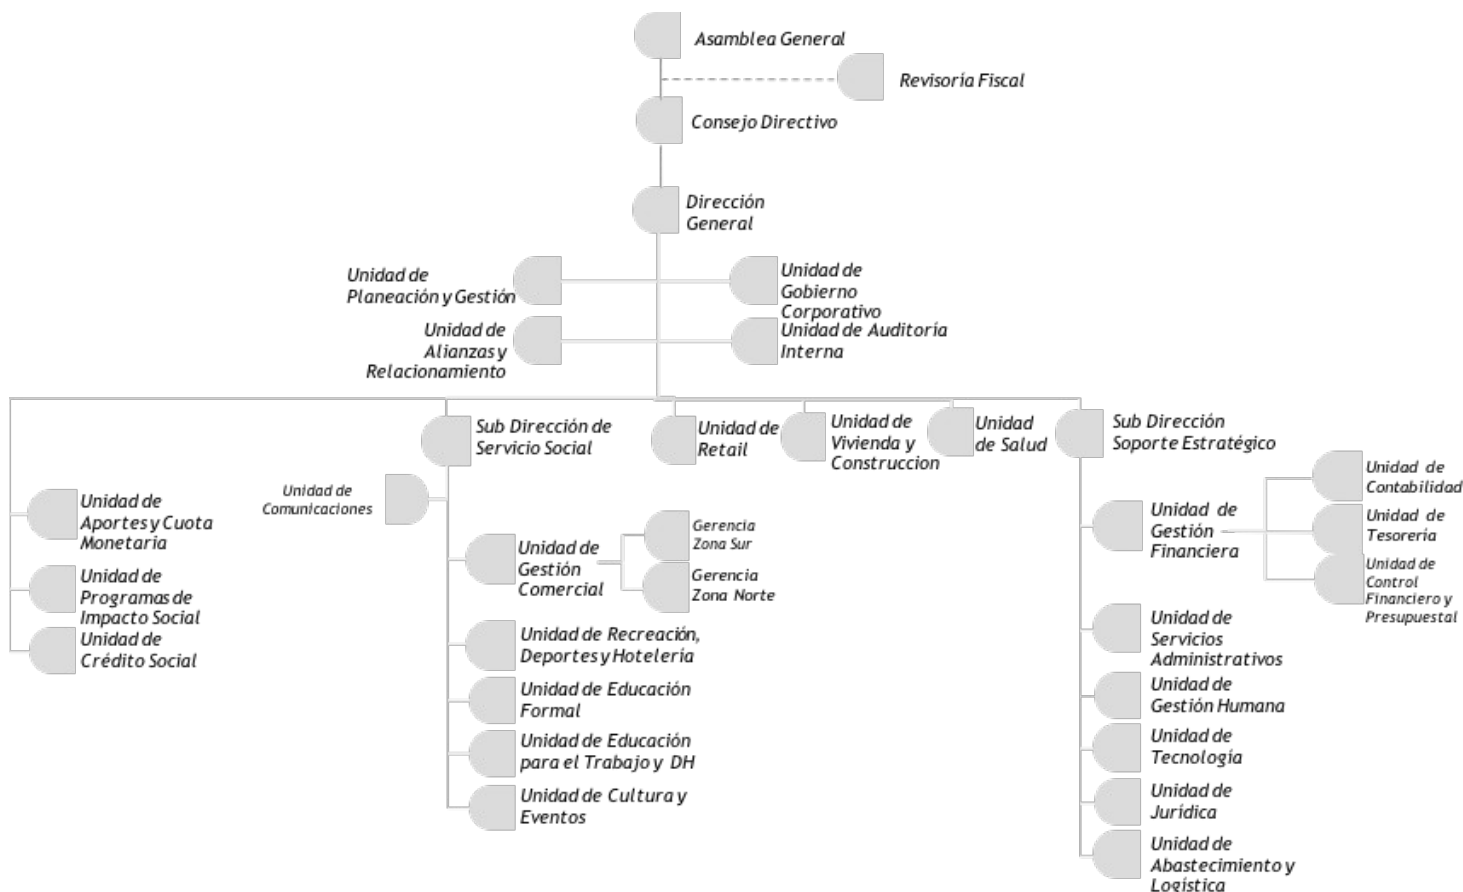 Asamblea General
Revisoría Fiscal
Consejo Directivo
Dirección
General
Unidad de
Planeación y Gestión
Unidad de
Gobierno
Corporativo
Unidad de
Alianzas y
Relacionamiento
Unidad de Auditoría
Interna
Sub Dirección de
Servicio Social
Unidad de
Retail
Unidad de
Vivienda y
Construccion
Unidad
de Salud
Sub Dirección
Soporte Estratégico
Unidad de
Aportes y Cuota
Monetaria
Unidad de
Programas de
Impacto Social
Unidad de
Crédito Social
Unidad de
Comunicaciones
Unidad de
Gestión
Comercial
Gerencia
Zona Sur
Gerencia
Zona Norte
Unidad de Recreación,
Deportes y Hotelería
Unidad de Educación
Formal
Unidad de Educación
para el Trabajo y DH
Unidad de Cultura y
Eventos
Unidad de
Gestión
Financiera
Unidad de
Contabilidad
Unidad de
Tesorería
Unidad de
Control
Financiero y
Presupuestal
Unidad de
Servicios
Administrativos
Unidad de
Gestión Humana
Unidad de
Tecnología
Unidad de
Jurídica
Unidad de
Abastecimiento y
Logística